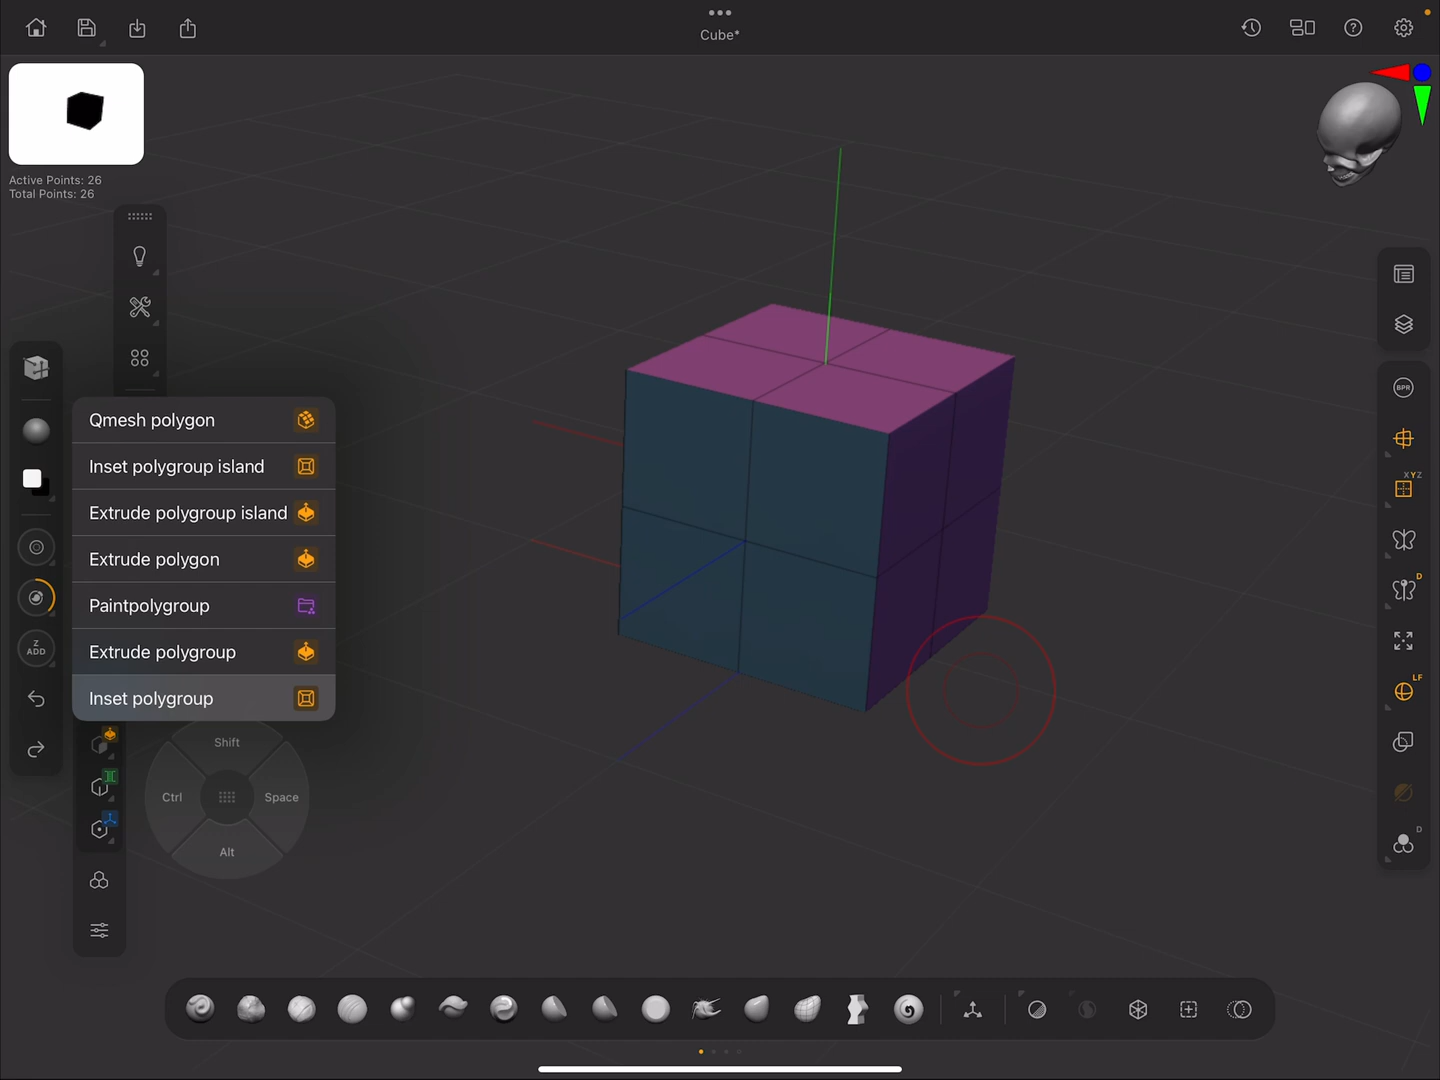 Cube*
Active Points: 26
Total Points: 26
XYZ
BPR
Qmesh polygon
Inset polygroup island
Extrude polygroup island
Extrude polygon
Paintpolygroup
Extrude polygroup
Inset polygroup
Z
ADD
D
LF
D
Shift
Ctrl
Space
Alt